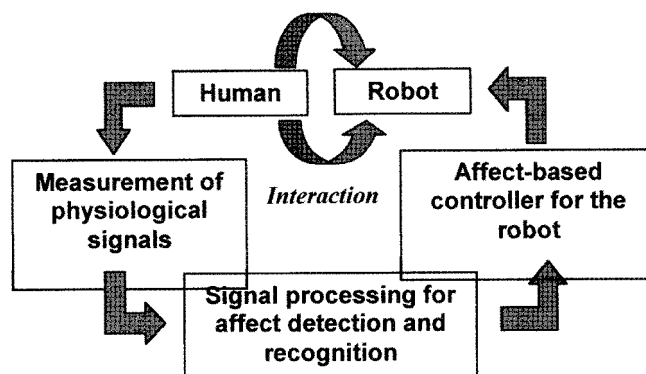 Human
Robot
Measurement of
physiological
signals
Interaction
Affect-based
controller for the
robot
Signal processing for
affect detection and
recognition